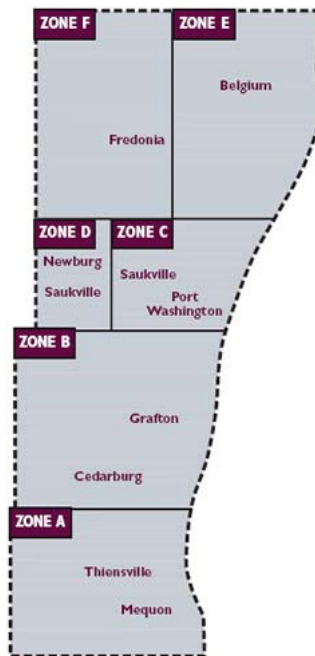 ZONE F
ZONE E
Belgium
Fredonia
ZONE D
ZONE C
Newburg
Saukville
Saukville
Port
Washington
ZONE B
Grafton
Cedarburg
ZONE A
Thiensville
Mequon